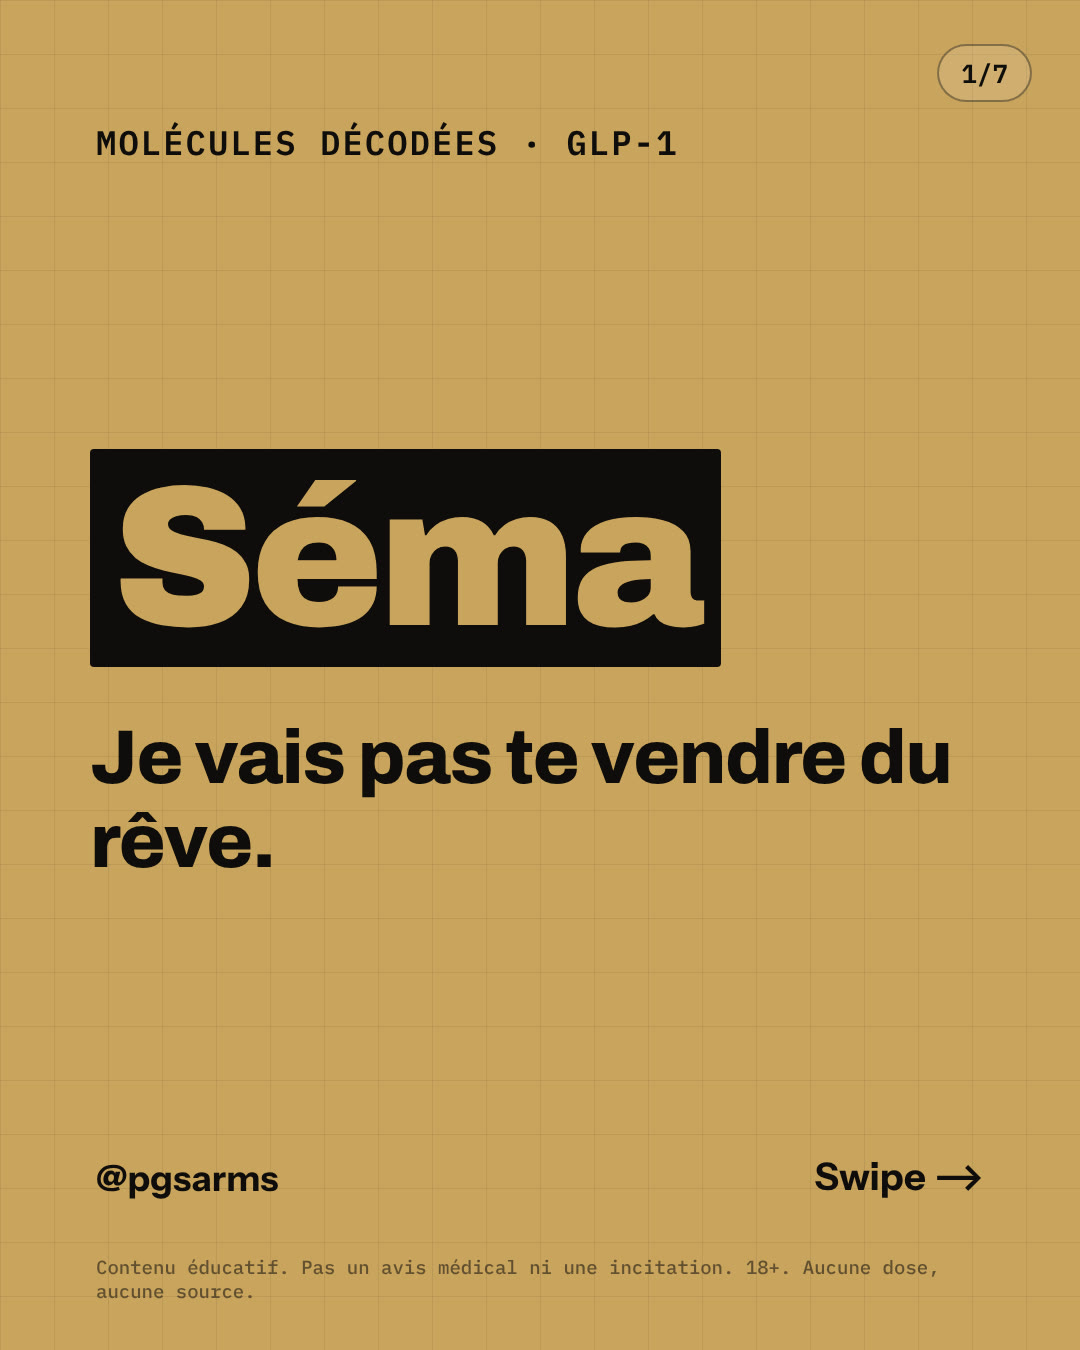 1/7
MOLÉCULES DÉCODÉES · GLP-1
Séma
Je vais pas te vendre du
rêve.
@pgsarms
Swipe →
Contenu éducatif. Pas un avis médical ni une incitation. 18+. Aucune dose,
aucune source.